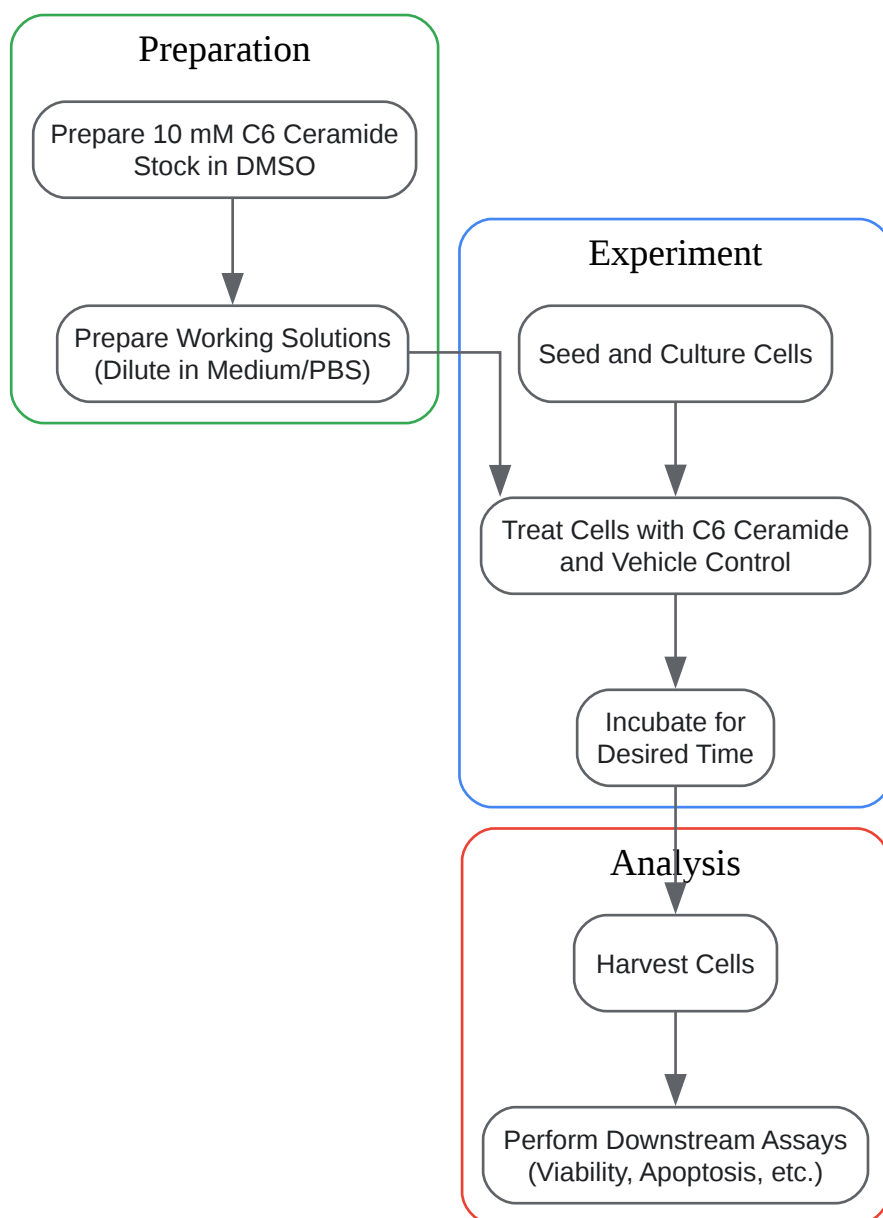 Preparation
Prepare 10 mM C6 Ceramide
Stock in DMSO
Prepare Working Solutions
(Dilute in Medium/PBS)
Experiment
Seed and Culture Cells
Treat Cells with C6 Ceramide
and Vehicle Control
Incubate for
Desired Time
Analysis
Harvest Cells
Perform Downstream Assays
(Viability, Apoptosis, etc.)